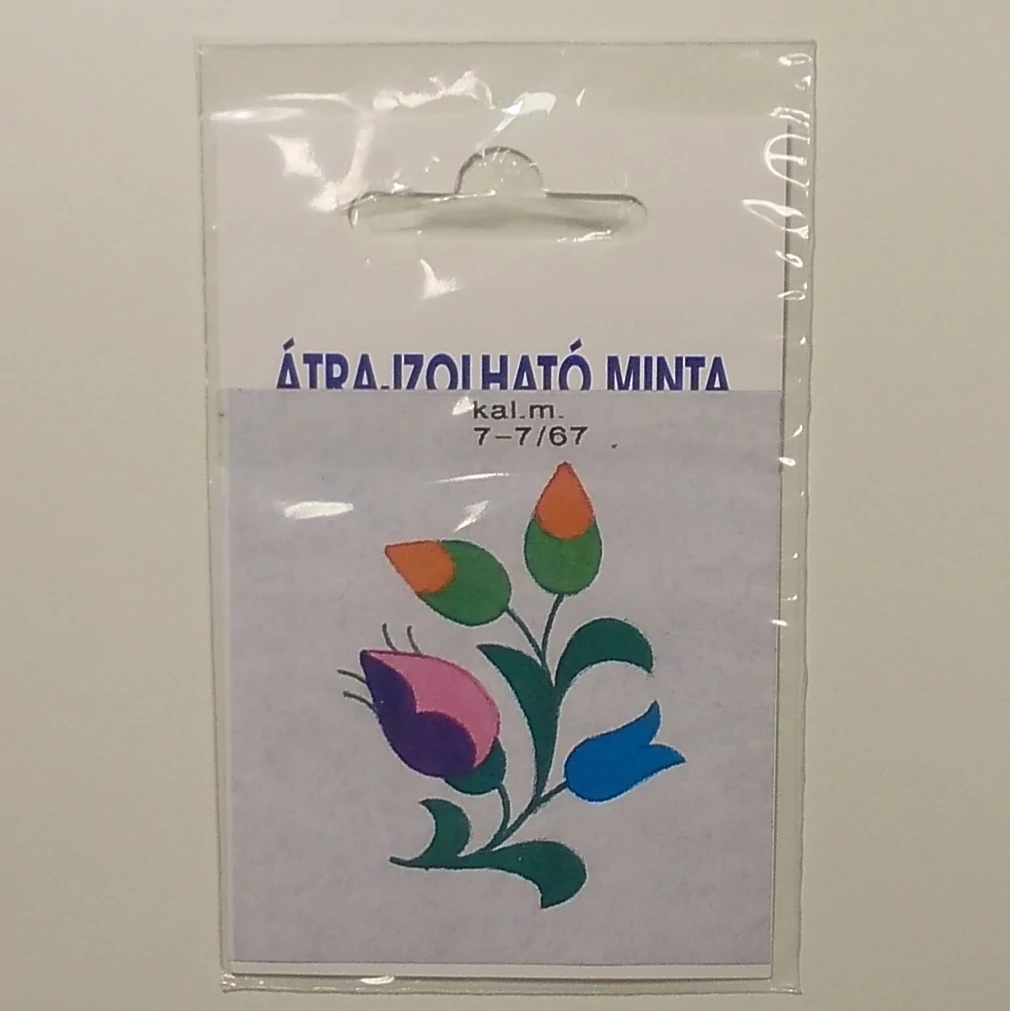 ÁTRAJZOLHATÓ MINTA
kal.m.
7-7/67